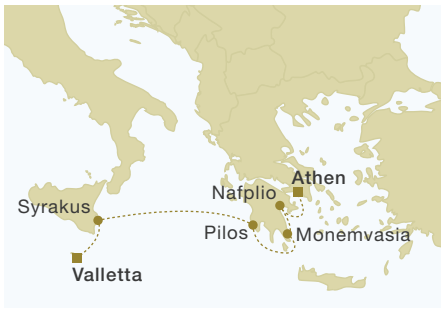 Athen
Nafplio
Syrakus
Pilos
Monemvasia
Valletta